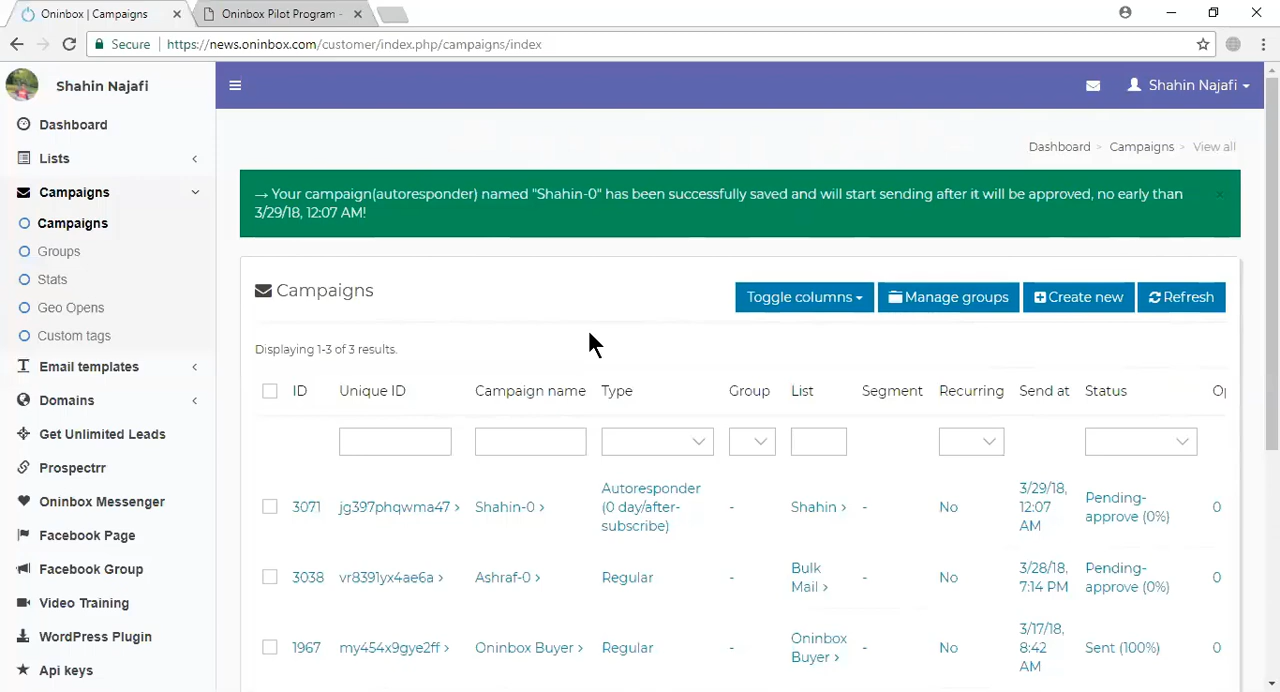 Oninbox | Campaigns
Oninbox Pilot Program -
Secure
https://news.oninbox.com/customer/index.php/campaigns/index
Shahin Najafi
Shahin Najafi
Dashboard
Lists
Campaigns
Campaigns
Groups
Stats
Geo Opens
Custom tags
Email templates
Domains
Get Unlimited Leads
Prospectrr
Oninbox Messenger
Facebook Page
Facebook Group
Video Training
WordPress Plugin
Api keys
Dashboard > Campaigns > View all
→ Your campaign(autoresponder) named "Shahin-0" has been successfully saved and will start sending after it will be approved, no early than
3/29/18, 12:07 AM!
Campaigns
Toggle columns Manage groups Create new Refresh
Displaying 1-3 of 3 results.
ID Unique ID Campaign name Type Group List Segment Recurring Send at Status
3071 jg397phqwma47 › Shahin-0 › Autoresponder (0 day/after-subscribe) - Shahin › - No 3/29/18, 12:07 AM Pending-approve (0%) 0
3038 vr8391yx4ae6a › Ashraf-0 › Regular - Bulk Mail › - No 3/28/18, 7:14 PM Pending-approve (0%) 0
1967 my454x9gye2ff › Oninbox Buyer › Regular - Oninbox Buyer › - No 3/17/18, 8:42 AM Sent (100%) 0